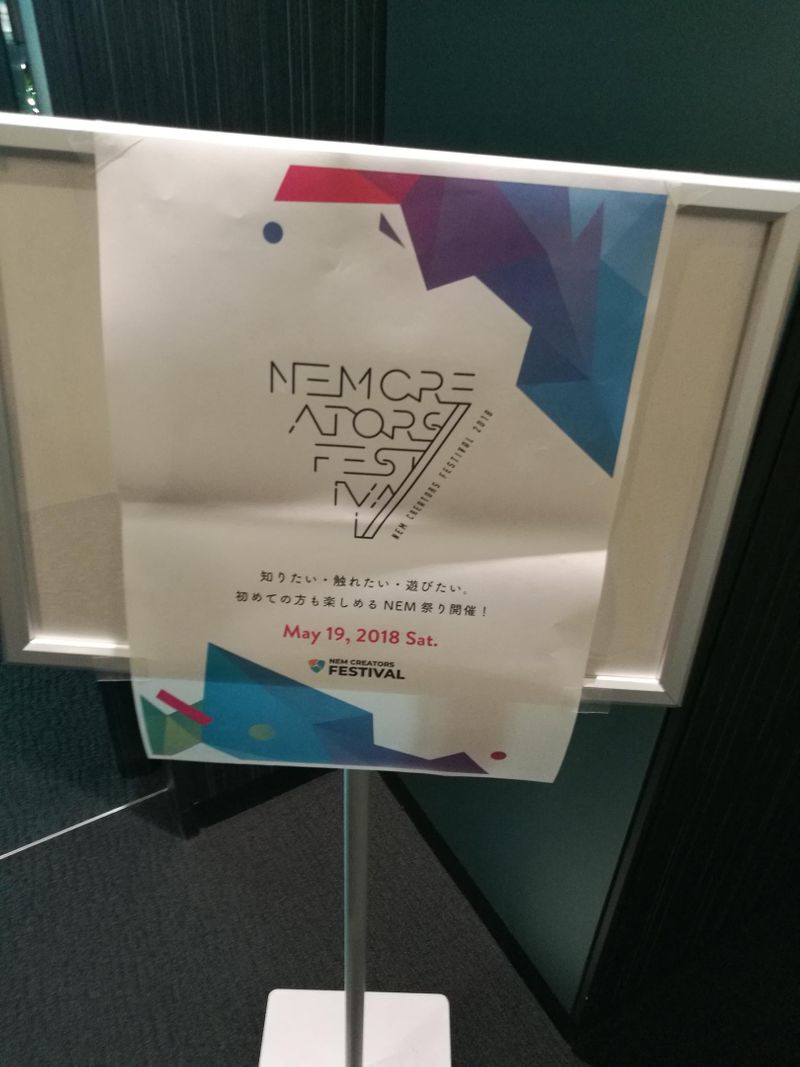 NEM CRE
ATORS
FESTI
VAL
NEM CREATORS FESTIVAL 2018
知りたい・触れたい・遊びたい。
初めての方も楽しめるNEM祭り開催！
May 19, 2018 Sat.
NEM CREATORS
FESTIVAL